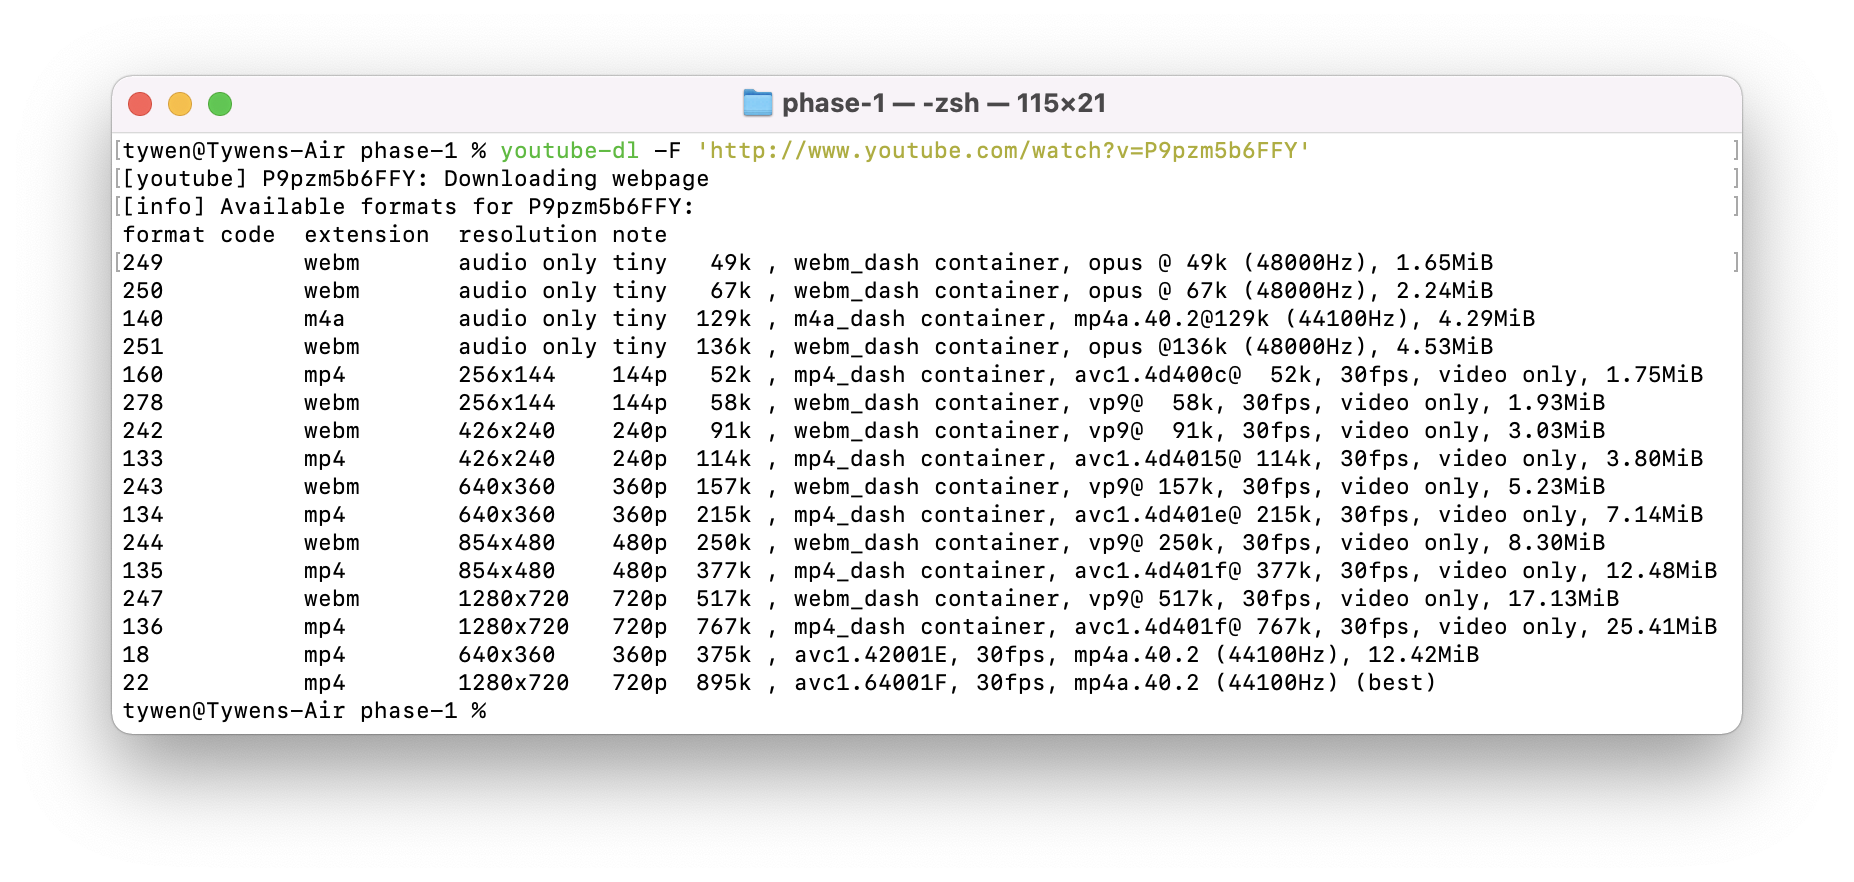 phase-1 — -zsh — 115×21
[tywen@Tywens-Air phase-1 % youtube-dl -F 'http://www.youtube.com/watch?v=P9pzm5b6FFY' ]
[[youtube] P9pzm5b6FFY: Downloading webpage ]
[[info] Available formats for P9pzm5b6FFY: ]
format code  extension  resolution note
[249          webm       audio only tiny   49k , webm_dash container, opus @ 49k (48000Hz), 1.65MiB ]
250          webm       audio only tiny   67k , webm_dash container, opus @ 67k (48000Hz), 2.24MiB
140          m4a        audio only tiny  129k , m4a_dash container, mp4a.40.2@129k (44100Hz), 4.29MiB
251          webm       audio only tiny  136k , webm_dash container, opus @136k (48000Hz), 4.53MiB
160          mp4        256x144    144p   52k , mp4_dash container, avc1.4d400c@  52k, 30fps, video only, 1.75MiB
278          webm       256x144    144p   58k , webm_dash container, vp9@  58k, 30fps, video only, 1.93MiB
242          webm       426x240    240p   91k , webm_dash container, vp9@  91k, 30fps, video only, 3.03MiB
133          mp4        426x240    240p  114k , mp4_dash container, avc1.4d4015@ 114k, 30fps, video only, 3.80MiB
243          webm       640x360    360p  157k , webm_dash container, vp9@ 157k, 30fps, video only, 5.23MiB
134          mp4        640x360    360p  215k , mp4_dash container, avc1.4d401e@ 215k, 30fps, video only, 7.14MiB
244          webm       854x480    480p  250k , webm_dash container, vp9@ 250k, 30fps, video only, 8.30MiB
135          mp4        854x480    480p  377k , mp4_dash container, avc1.4d401f@ 377k, 30fps, video only, 12.48MiB
247          webm       1280x720   720p  517k , webm_dash container, vp9@ 517k, 30fps, video only, 17.13MiB
136          mp4        1280x720   720p  767k , mp4_dash container, avc1.4d401f@ 767k, 30fps, video only, 25.41MiB
18           mp4        640x360    360p  375k , avc1.42001E, 30fps, mp4a.40.2 (44100Hz), 12.42MiB
22           mp4        1280x720   720p  895k , avc1.64001F, 30fps, mp4a.40.2 (44100Hz) (best)
tywen@Tywens-Air phase-1 %